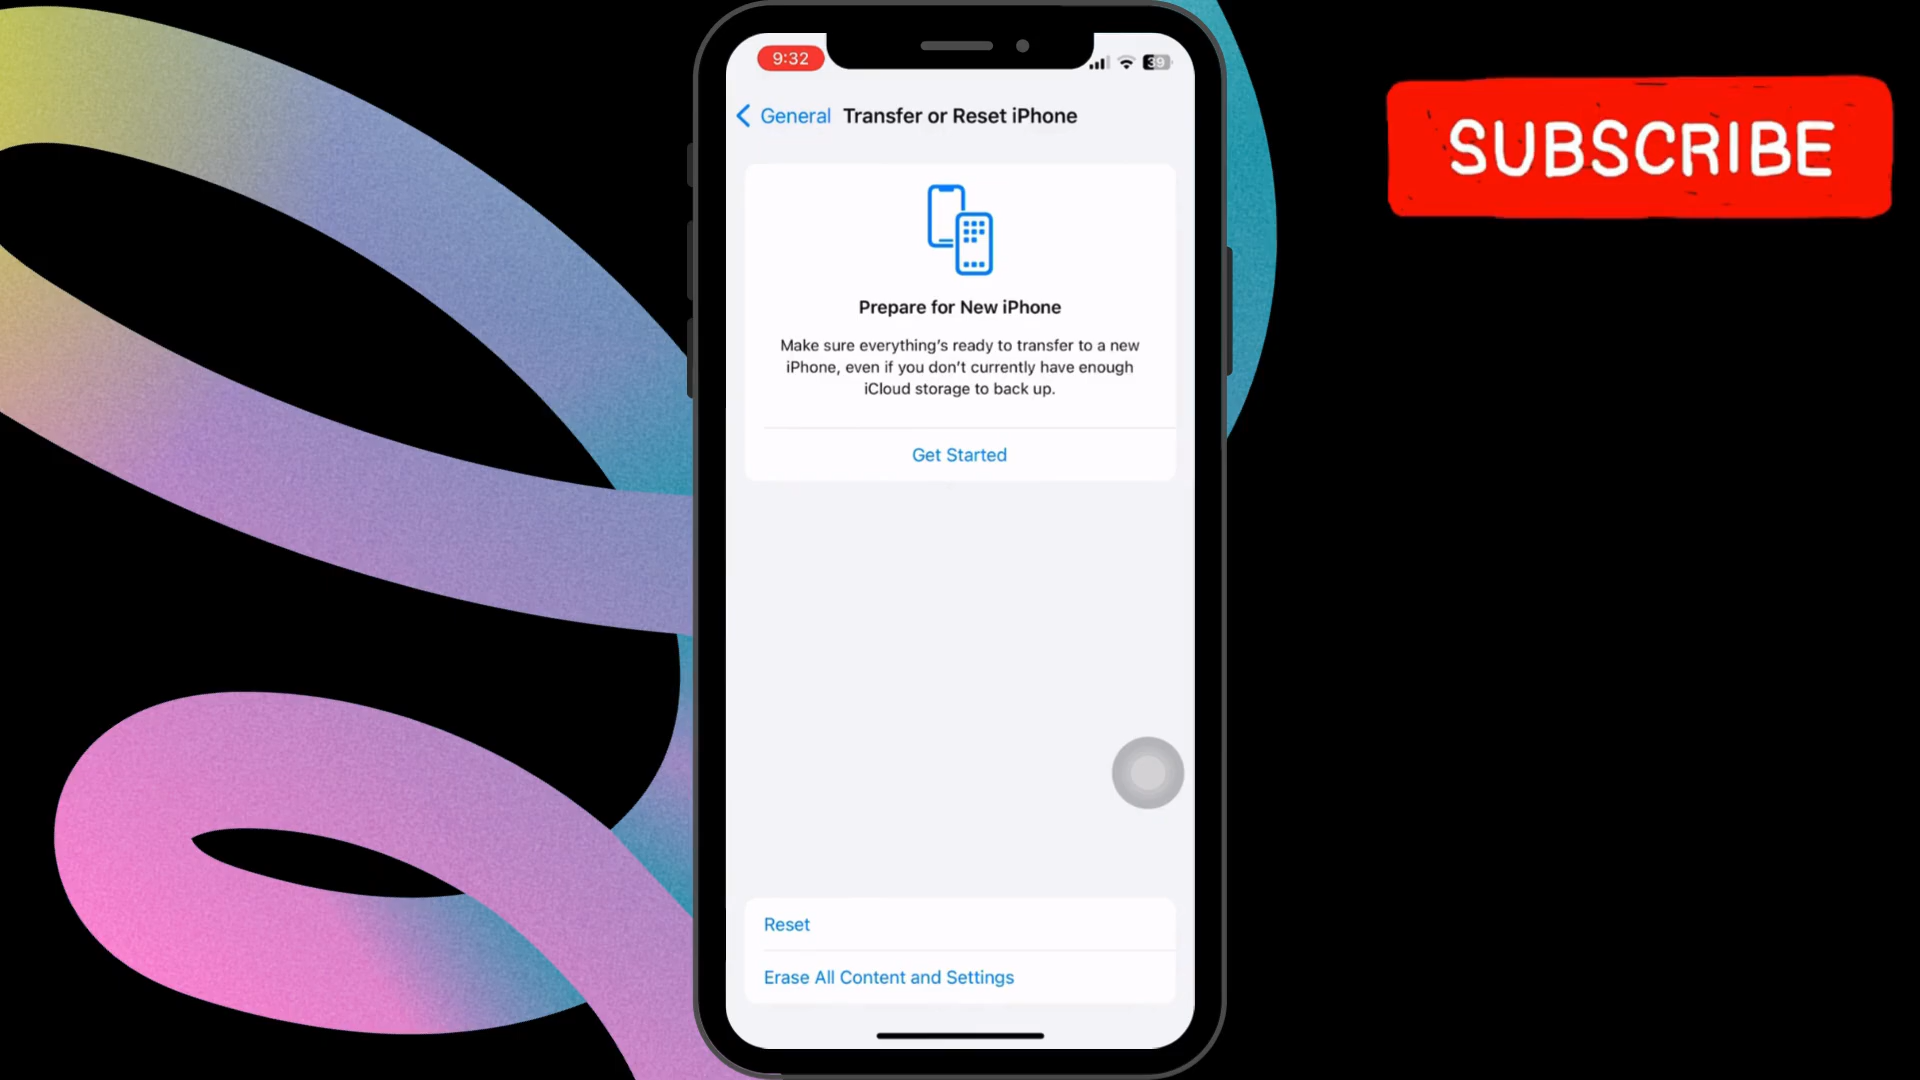 9:32
39
General
Transfer or Reset iPhone
SUBSCRIBE
Prepare for New iPhone
Make sure everything's ready to transfer to a new
iPhone, even if you don't currently have enough
iCloud storage to back up.
Get Started
Reset
Erase All Content and Settings